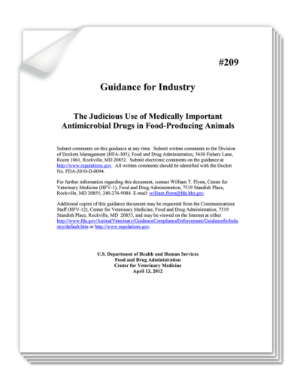 #209
Guidance for Industry
The Judicious Use of Medically Important
Antimicrobial Drugs in Food-Producing Animals
Submit comments on this guidance at any time. Submit written comments to the Division
of Dockets Management (HFA-305), Food and Drug Administration, 5630 Fishers Lane,
Room 1061, Rockville, MD 20852. Submit electronic comments on the guidance at
http://www.regulations.gov. All written comments should be identified with the Docket
No. FDA-2010-D-0094.
For further information regarding this document, contact William T. Flynn, Center for
Veterinary Medicine (HFV-1), Food and Drug Administration, 7519 Standish Place,
Rockville, MD 20855, 240-276-9084. E-mail: william.flynn@fda.hhs.gov.
Additional copies of this guidance document may be requested from the Communications
Staff (HFV-12), Center for Veterinary Medicine, Food and Drug Administration, 7519
Standish Place, Rockville, MD 20855, and may be viewed on the Internet at either
http://www.fda.gov/AnimalVeterinary/GuidanceComplianceEnforcement/GuidanceforIndus
try/default.htm or http://www.regulations.gov.
U.S. Department of Health and Human Services
Food and Drug Administration
Center for Veterinary Medicine
April 13, 2012